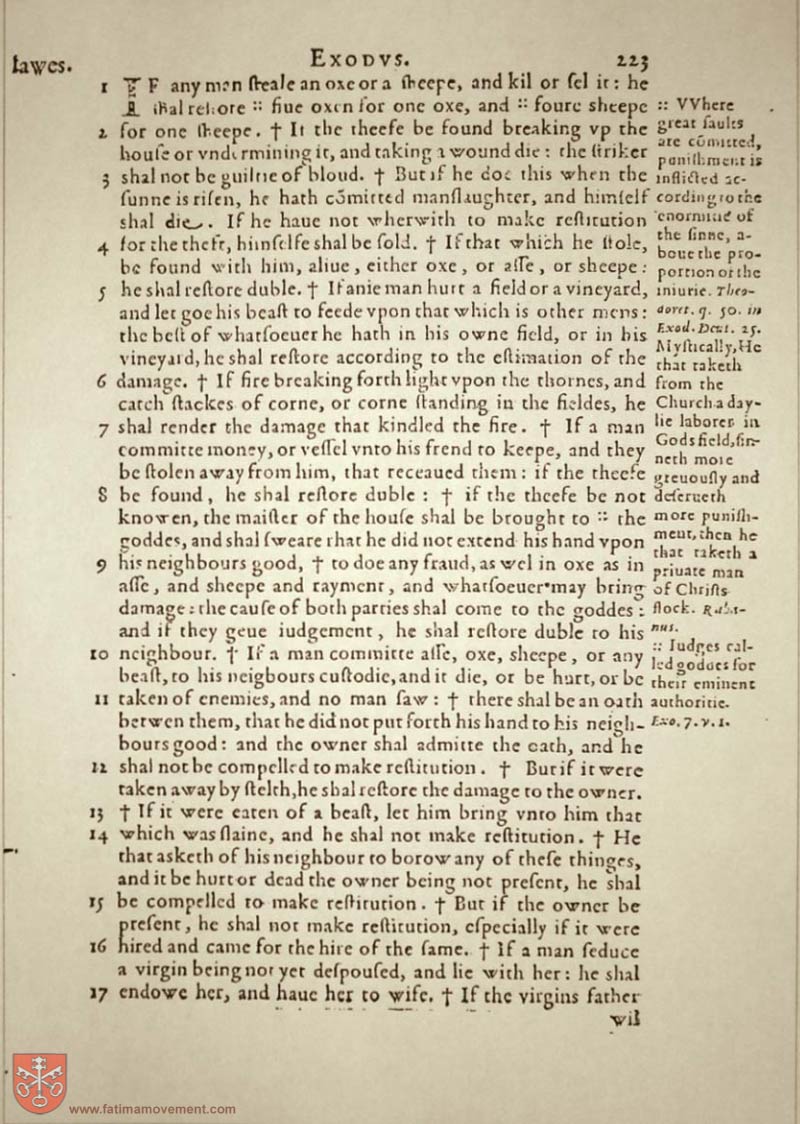 lawes.
EXODVS.
223
1 IF any men ſteale an oxe or a ſheepe, and kil or ſel it: he
ſhal reſtore :: fiue oxen for one oxe, and :: foure sheepe
2 for one ſheepe. † If the theefe be found breaking vp the
houſe or vndermining it, and taking a wound die: the ſtriker
3 shal not be guiltie of bloud. † But if he doe this when the
ſunne is riſen, he hath cõmitted manſlaughter, and himſelf
shal die. If he haue not wherwith to make reſtitution
4 for the theft, himſelfe shal be ſold. † If that which he ſtole,
be found with him, aliue, either oxe, or aſſe, or sheepe:
5 he shal reſtore duble. † If anie man hurt a field or a vineyard,
and let goe his beaſt to feede vpon that which is other mens:
the beſt of whatſoeuer he hath in his owne field, or in his
vineyard, he shal reſtore according to the eſtimation of the
6 damage. † If fire breaking forth light vpon the thornes, and
catch ſtackes of corne, or corne ſtanding in the fieldes, he
7 shal render the damage that kindled the fire. † If a man
committe money, or veſſel vnto his frend to keepe, and they
be ſtolen away from him, that receaued them: if the theefe
8 be found, he shal reſtore duble: † if the theefe be not
knowen, the maiſter of the houſe shal be brought to :: the
goddes, and shal ſweare that he did not extend his hand vpon
9 his neighbours good, † to doe any fraud, as wel in oxe as in
aſſe, and sheepe and rayment, and whatſoeuer may bring
damage: the cauſe of both parties shal come to the goddes:
and if they geue iudgement, he shal reſtore duble to his
10 neighbour. † If a man committe aſſe, oxe, sheepe, or any
beaſt, to his neigbours cuſtodie, and it die, or be hurt, or be
11 taken of enemies, and no man ſaw: † there shal be an oath
betwen them, that he did not put forth his hand to his neigh-
bours good: and the owner shal admitte the oath, and he
12 shal not be compelled to make reſtitution. † But if it were
taken away by ſtelth, he shal reſtore the damage to the owner.
13 † If it were eaten of a beaſt, let him bring vnto him that
14 which was ſlaine, and he shal not make reſtitution. † He
that asketh of his neighbour to borow any of theſe thinges,
and it be hurt or dead the owner being not preſent, he shal
15 be compelled to make reſtitution. † But if the owner be
preſent, he shal not make reſtitution, eſpecially if it were
16 hired and came for the hire of the ſame. † If a man ſeduce
a virgin being not yet deſpouſed, and lie with her: he shal
17 endowe her, and haue her to wife. † If the virgins father
wil
:: VVhere
great faults
are cõmitted,
punishment is
inflicted ac-
cording to the
enormitie of
the ſinne, a-
boue the pro-
portion of the
iniurie. Theo-
doret. q. 50. in
Exod. Deut. 25.
Myſtically, He
that taketh
from the
Church a day-
lie laborer in
Gods field, ſin-
neth more
greuouſly and
deſerueth
more punish-
ment, then he
that taketh a
priuate man
of Chriſts
flock. Raba-
nus.
:: Iudges cal-
led goddes for
their eminent
authoritie.
Exo. 7. v. 1.
www.fatimamovement.com